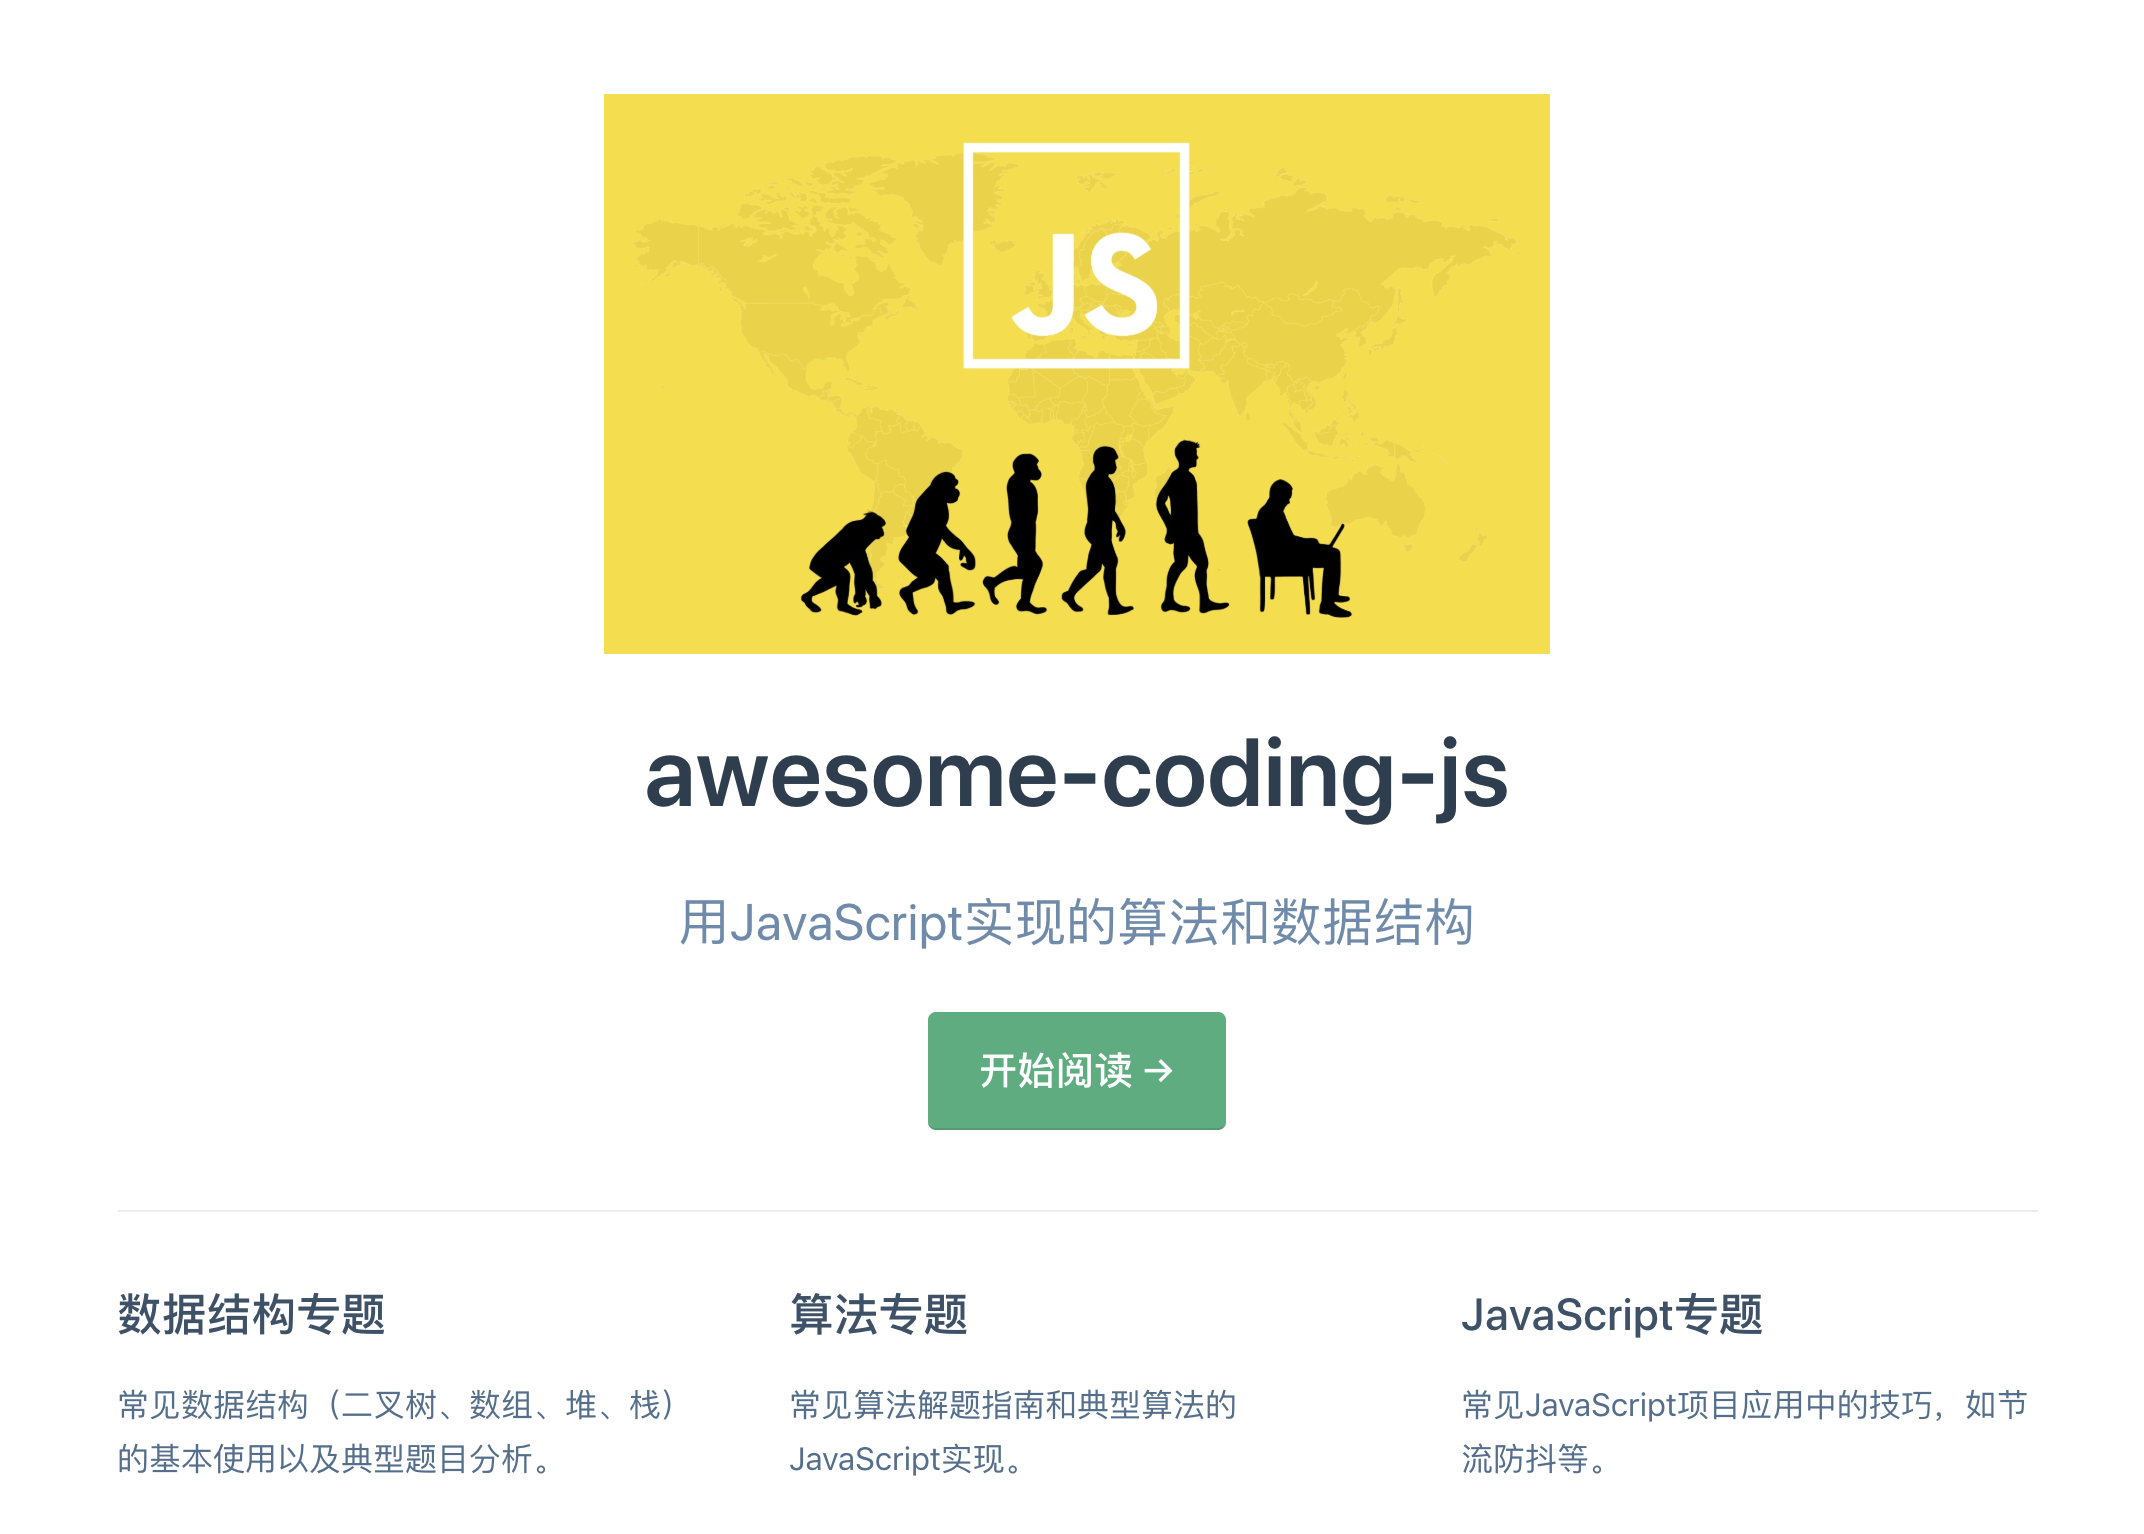 JS
awesome-coding-js
用JavaScript实现的算法和数据结构
开始阅读 →
数据结构专题
常见数据结构（二叉树、数组、堆、栈）
的基本使用以及典型题目分析。
算法专题
常见算法解题指南和典型算法的
JavaScript实现。
JavaScript专题
常见JavaScript项目应用中的技巧，如节
流防抖等。